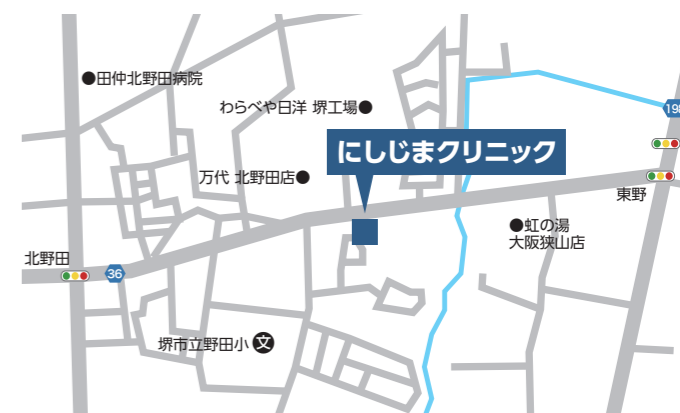 ●田仲北野田病院
わらべや日洋 堺工場●
198
にしじまクリニック
万代 北野田店●
東野
●虹の湯
大阪狭山店
北野田
36
堺市立野田小 文